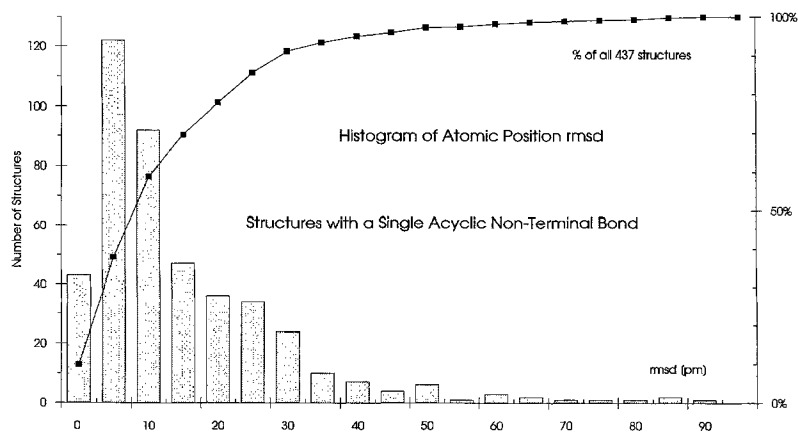 120
100
80
60
40
20
0
Number of Structures
100%
50%
0%
% of all 437 structures
Histogram of Atomic Position rmsd
Structures with a Single Acyclic Non-Terminal Bond
rmsd (pm)
0 10 20 30 40 50 60 70 80 90